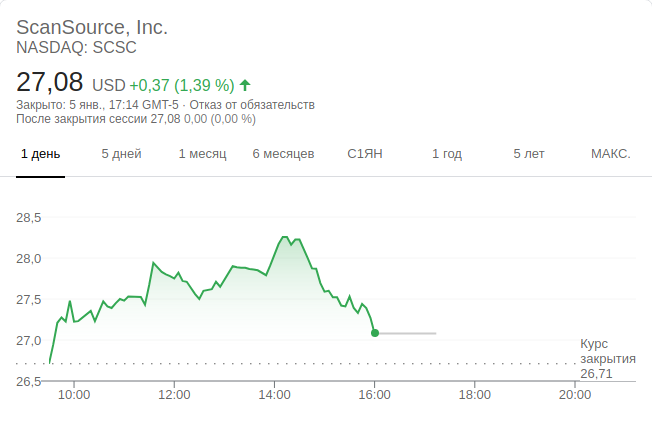 ScanSource, Inc.
NASDAQ: SCSC
27,08 USD +0,37 (1,39 %)
Закрыто: 5 янв., 17:14 GMT-5 · Отказ от обязательств
После закрытия сессии 27,08 0,00 (0,00 %)
1 день 5 дней 1 месяц 6 месяцев С1ЯН 1 год 5 лет МАКС.
28,5
28,0
27,5
27,0
26,5
Курс
закрытия
26,71
10:00 12:00 14:00 16:00 18:00 20:00